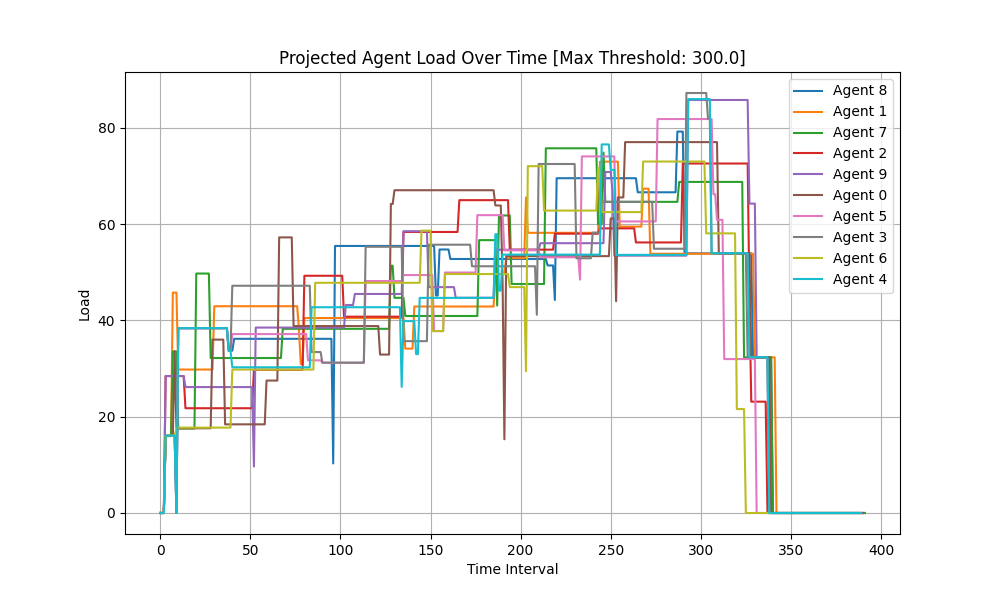 Projected Agent Load Over Time [Max Threshold: 300.0]
Load
80
60
40
20
0
0 50 100 150 200 250 300 350 400
Time Interval
Agent 8
Agent 1
Agent 7
Agent 2
Agent 9
Agent 0
Agent 5
Agent 3
Agent 6
Agent 4